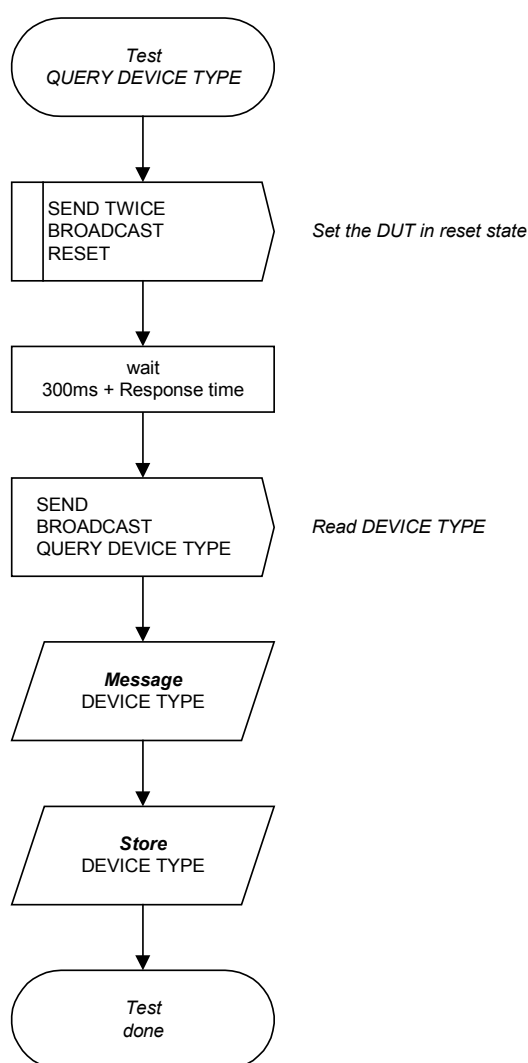 Test
QUERY DEVICE TYPE
SEND TWICE
BROADCAST
RESET
Set the DUT in reset state
wait
300ms + Response time
SEND
BROADCAST
QUERY DEVICE TYPE
Read DEVICE TYPE
Message
DEVICE TYPE
Store
DEVICE TYPE
Test
done